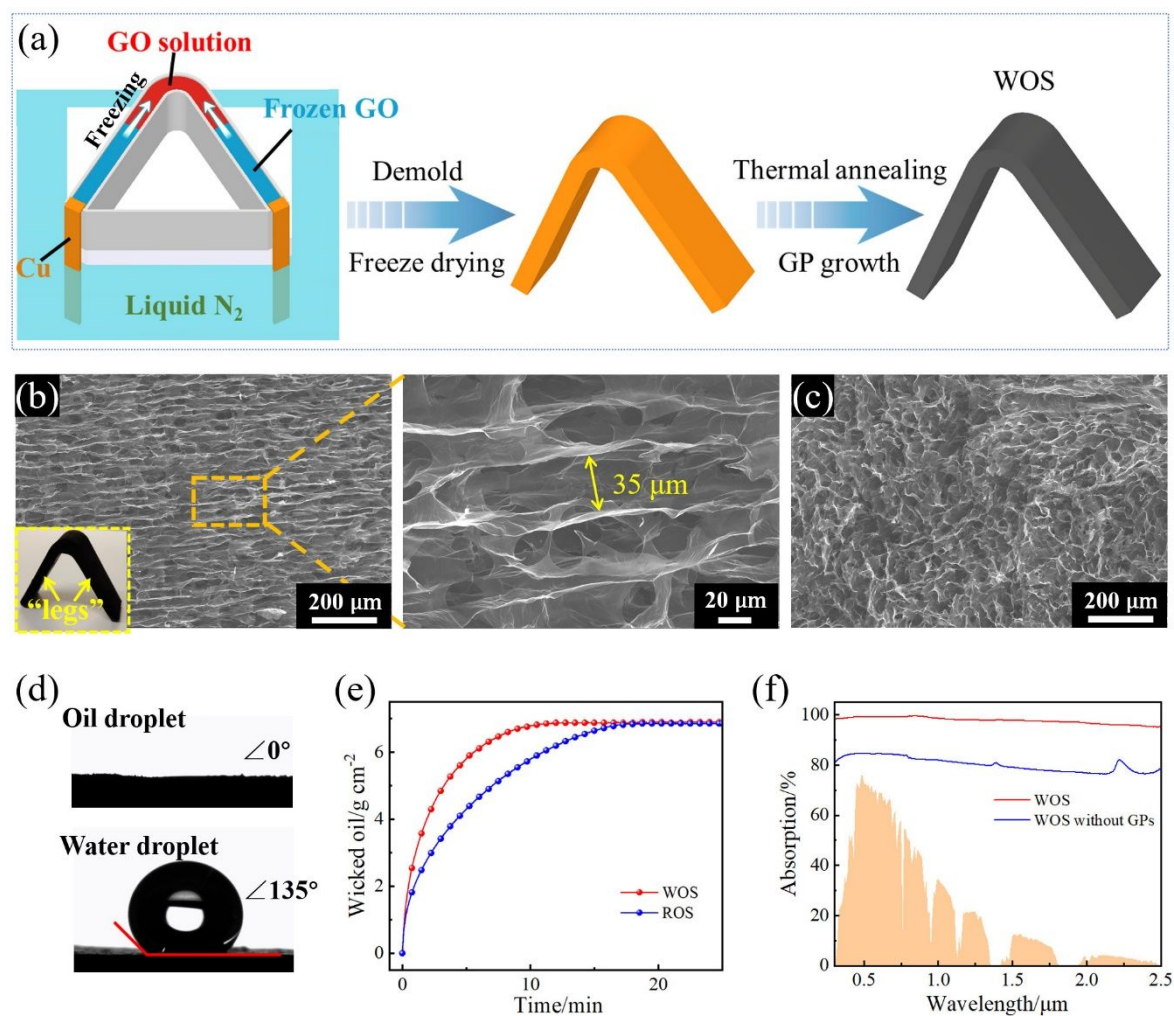 (a)
GO solution
Freezing
Frozen GO
Cu
Liquid N₂
Demold
Freeze drying
Thermal annealing
GP growth
WOS
(b)
"legs"
200 μm
35 μm
20 μm
(c)
200 μm
(d)
Oil droplet
∠0°
Water droplet
∠135°
(e)
Wicked oil/g cm⁻²
6
4
2
0
WOS
ROS
0
10
20
Time/min
(f)
Absorption/%
100
80
60
40
20
0
WOS
WOS without GPs
0.5
1.0
1.5
2.0
2.5
Wavelength/μm